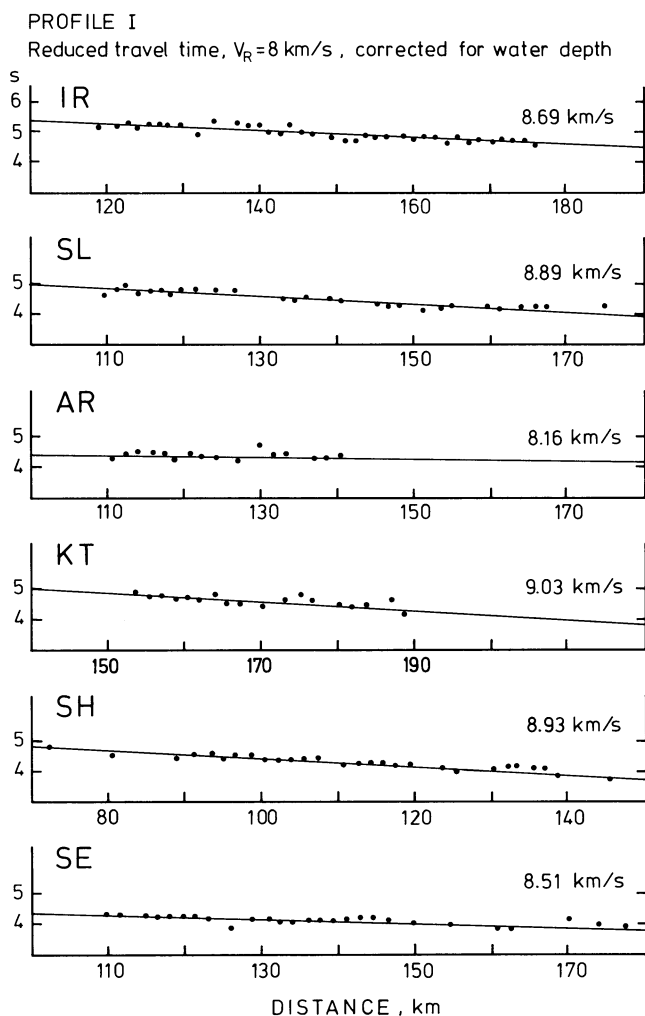 PROFILE I
Reduced travel time, V_R = 8 km/s, corrected for water depth
s
IR
8.69 km/s
6
5
4
120 140 160 180
SL
8.89 km/s
5
4
110 130 150 170
AR
8.16 km/s
5
4
110 130 150 170
KT
9.03 km/s
5
4
150 170 190
SH
8.93 km/s
5
4
80 100 120 140
SE
8.51 km/s
5
4
110 130 150 170
DISTANCE, km